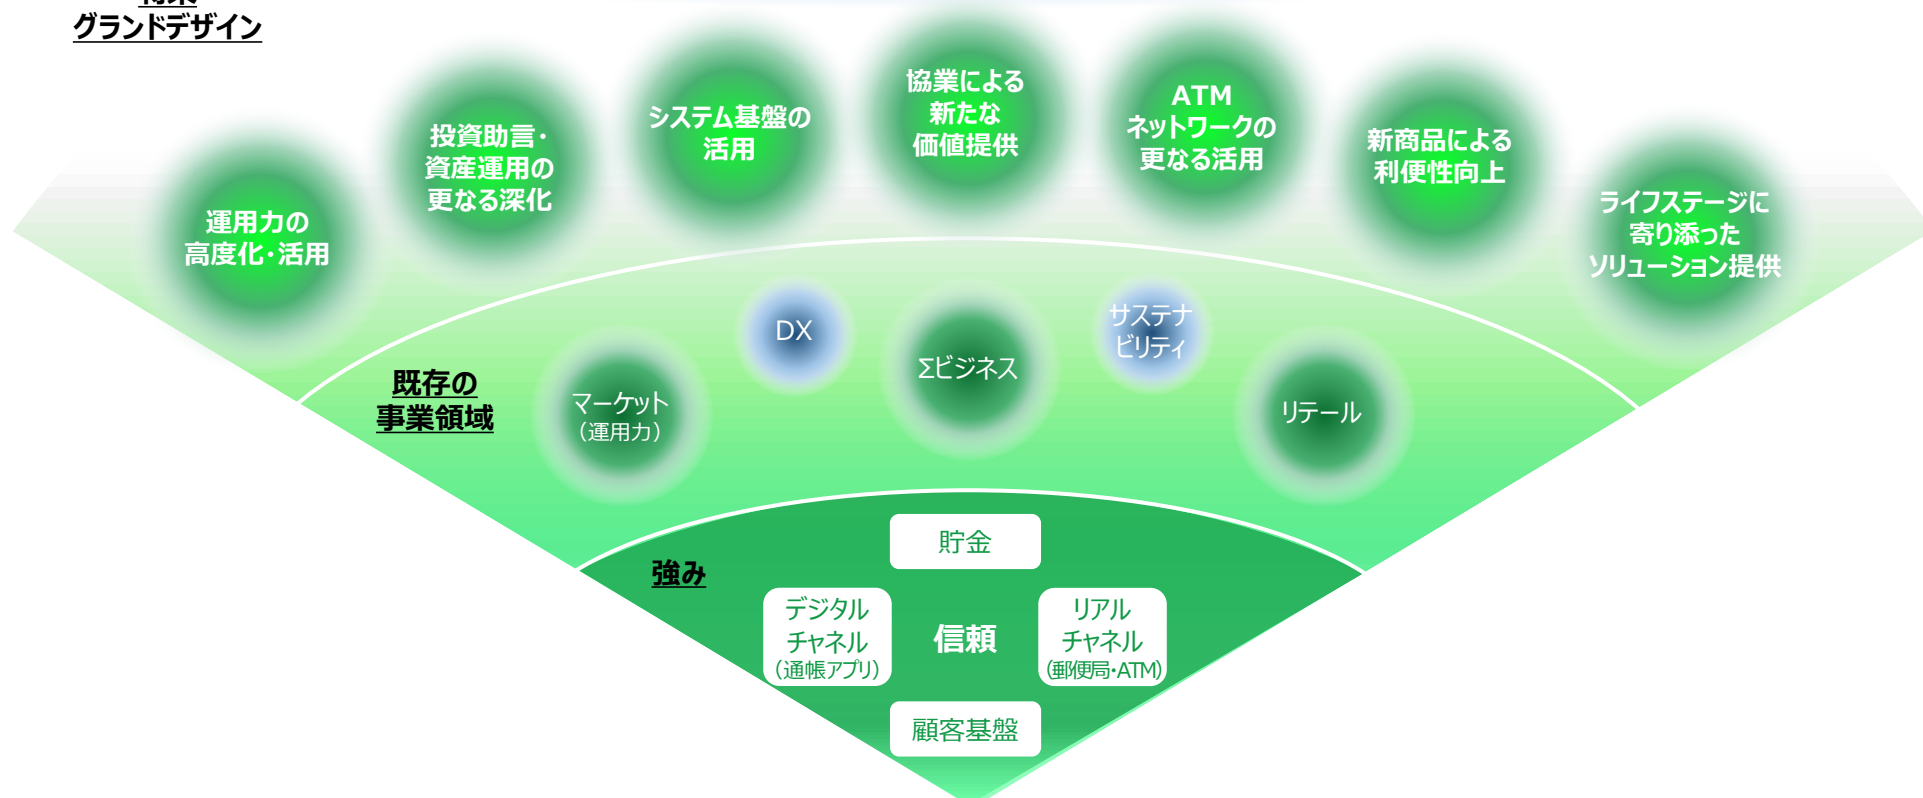 グランドデザイン
運用力の
高度化・活用
投資助言・
資産運用の
更なる深化
システム基盤の
活用
協業による
新たな
価値提供
ATM
ネットワークの
更なる活用
新商品による
利便性向上
ライフステージに
寄り添った
ソリューション提供
既存の
事業領域
マーケット
（運用力）
DX
Σビジネス
サステナ
ビリティ
リテール
強み
貯金
デジタル
チャネル
（通帳アプリ）
信頼
リアル
チャネル
（郵便局・ATM）
顧客基盤